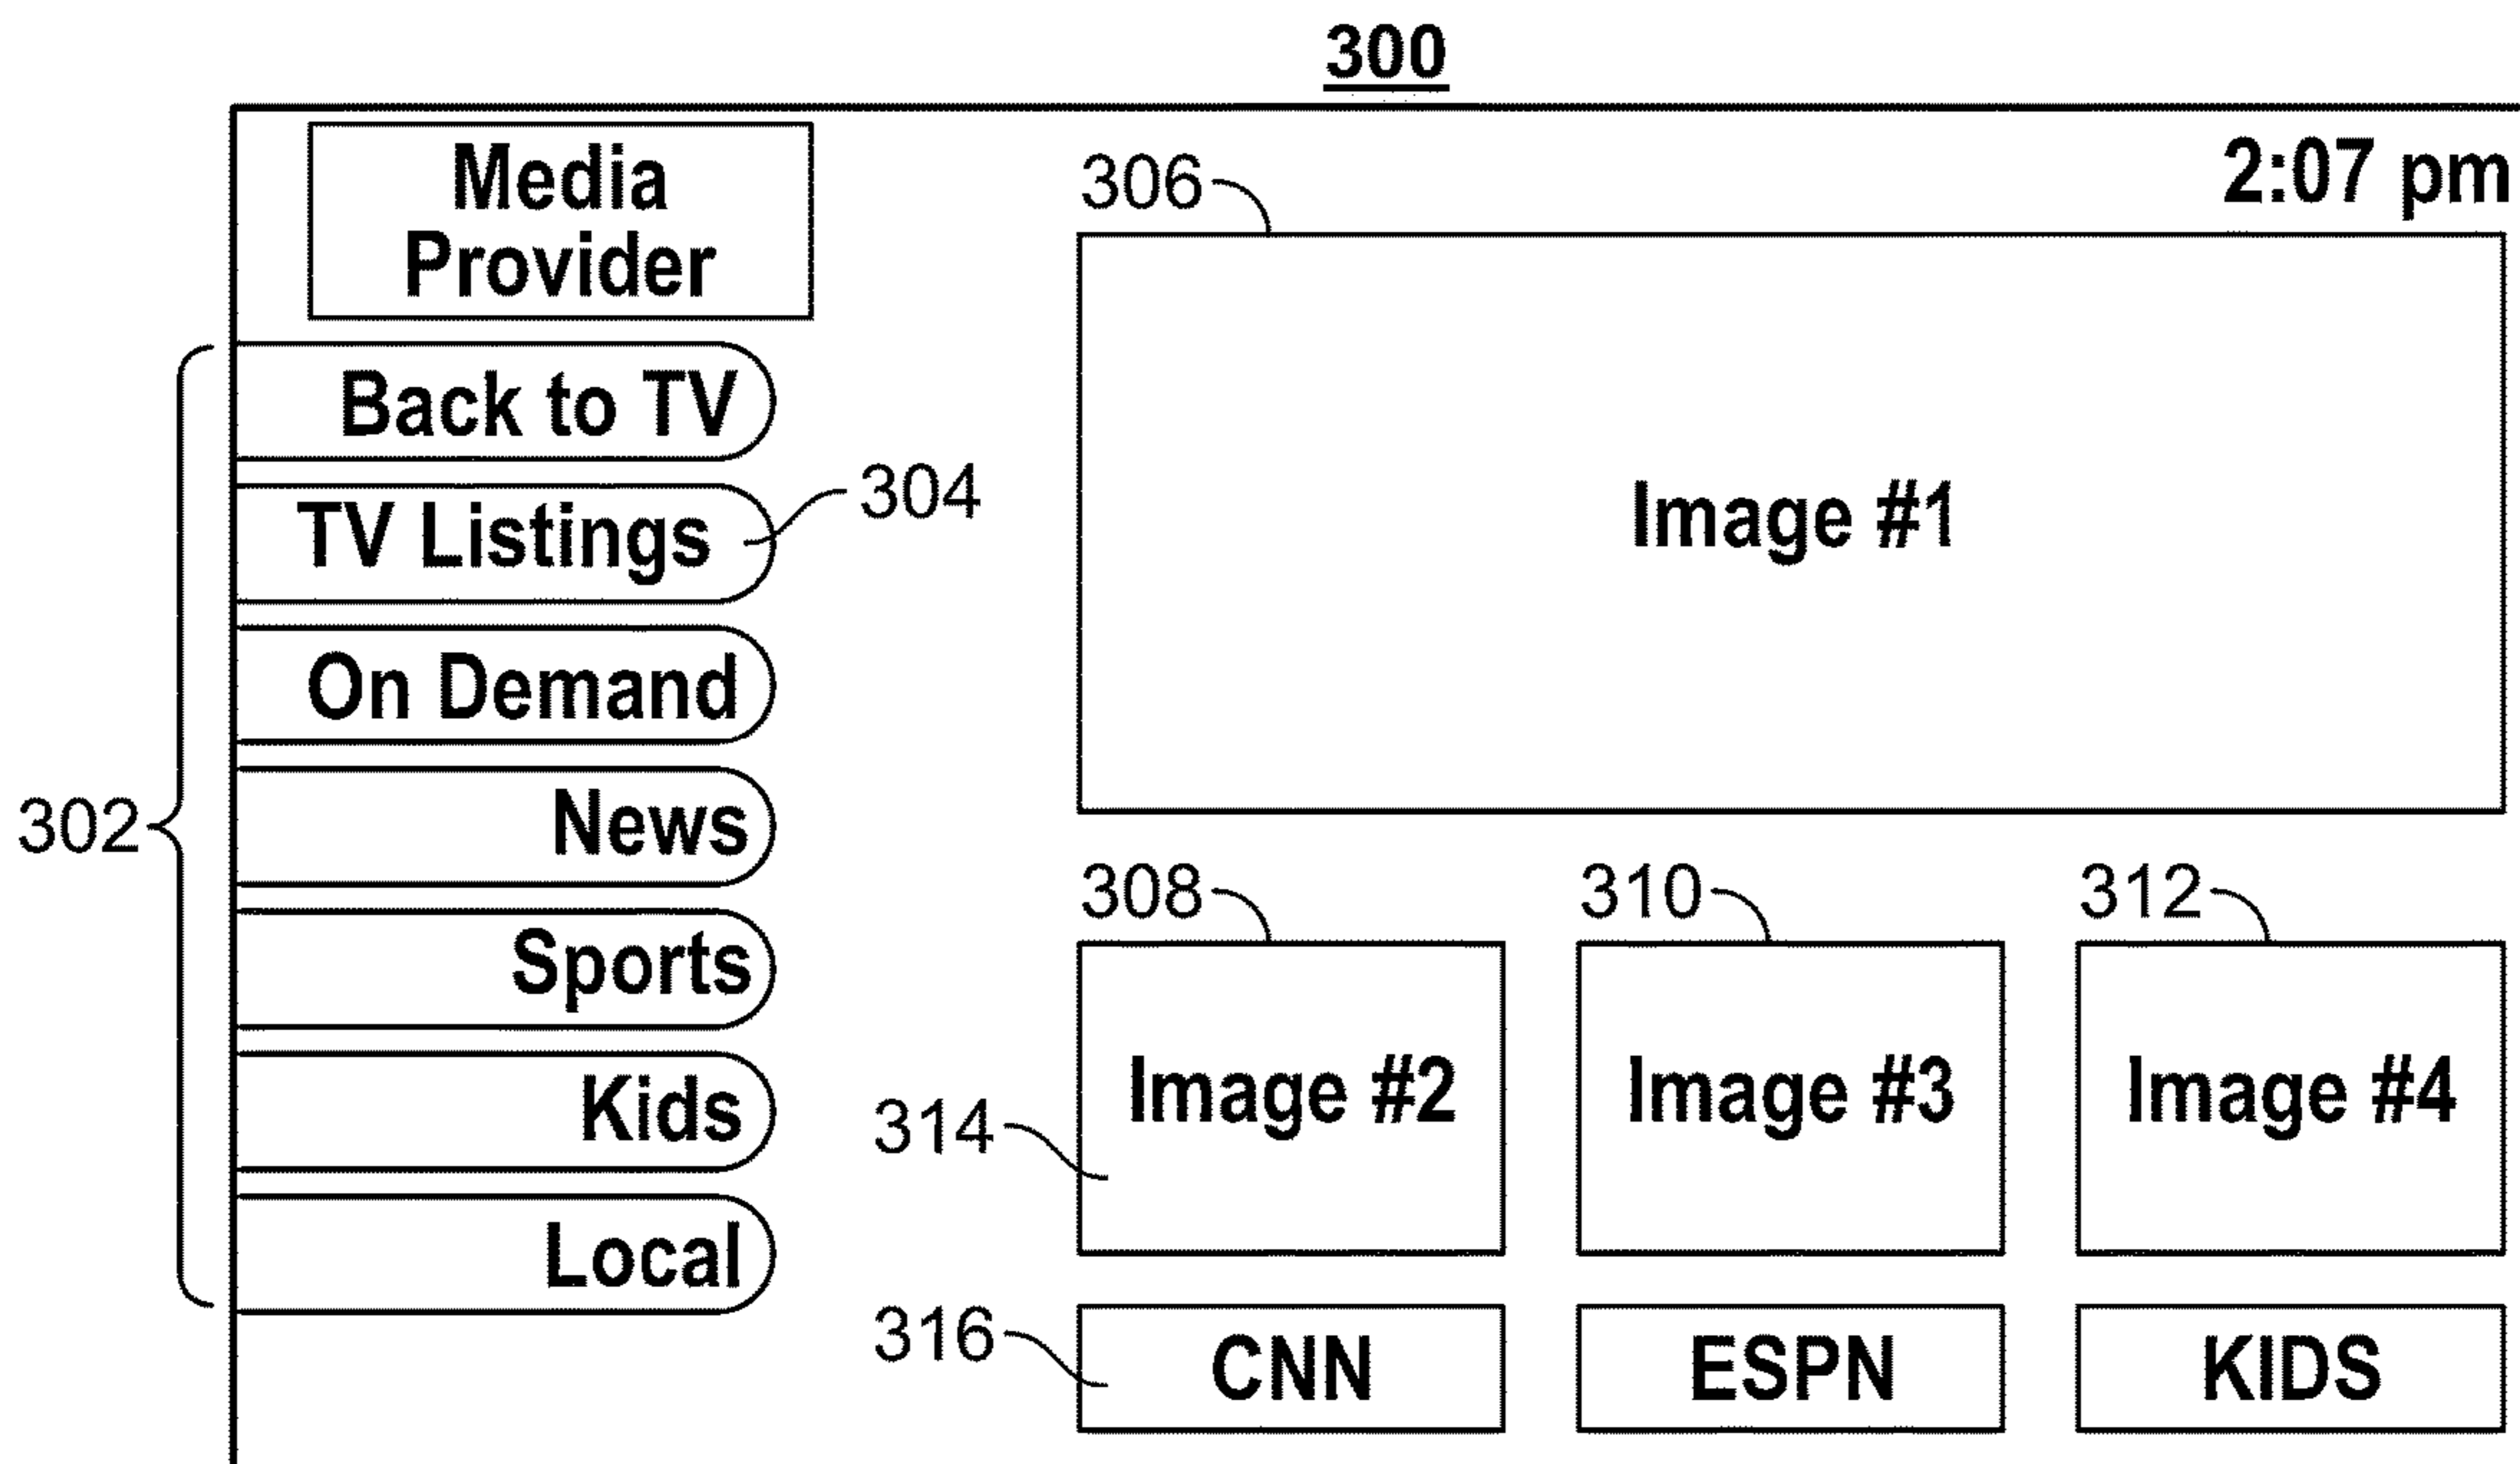 300
Media
Provider
2:07 pm
306
Back to TV
304
TV Listings
Image #1
On Demand
302
News
308
310
312
Sports
314
Image #2
Image #3
Image #4
Kids
Local
316
CNN
ESPN
KIDS